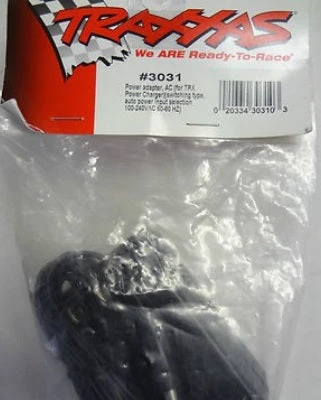 TRAXXAS
We ARE Ready-To-Race®
#3031
Power adapter, AC (for TRX
Power Charger)(switching type,
auto power input selection
100-240V/AC 50-60 HZ)
0 20334 30310 3